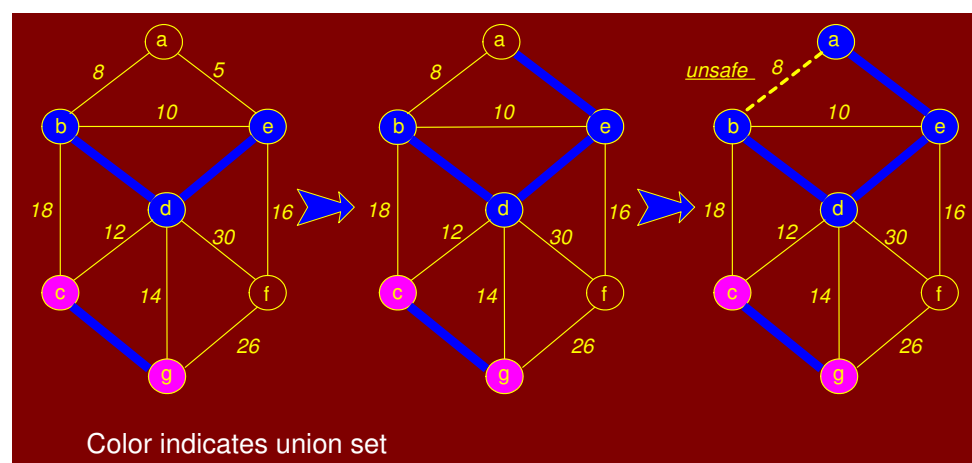 a a a
8 5 8 unsafe 8
b 10 e b 10 e b 10 e
d d d
18 12 30 16 18 12 30 16 18 12 30 16
c 14 f c 14 f c 14 f
26 26 26
g g g
Color indicates union set